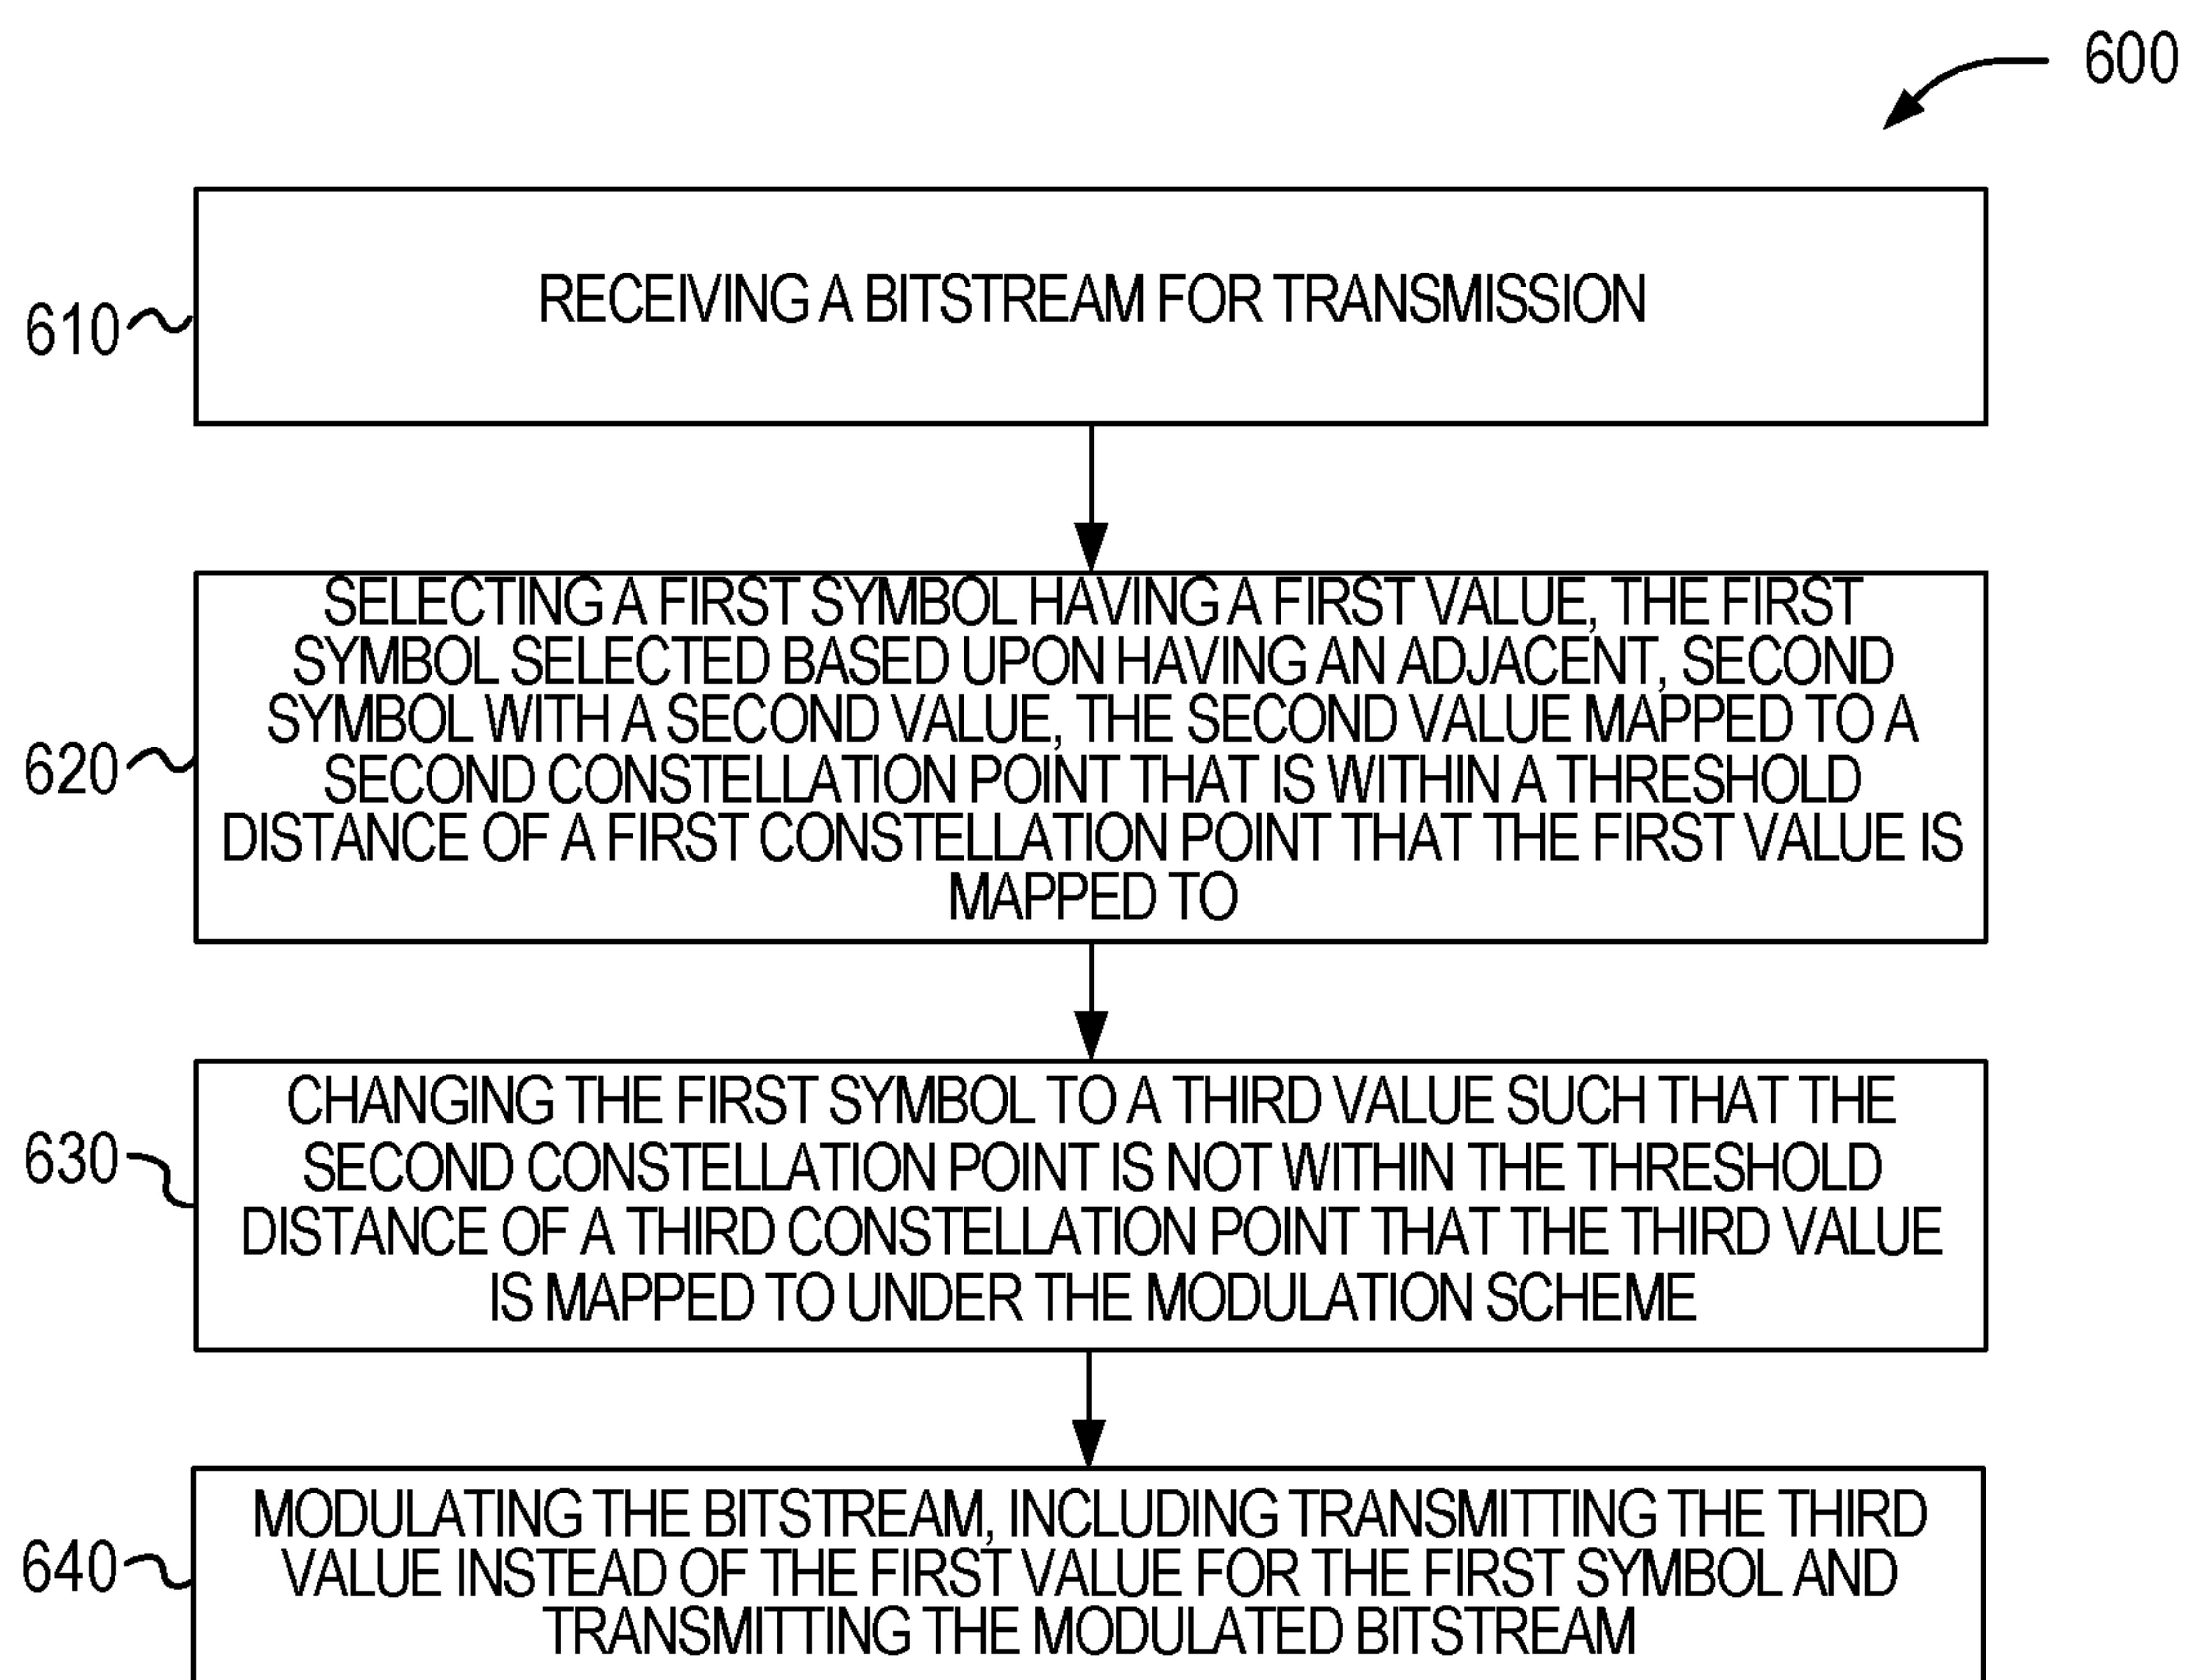 600
RECEIVING A BITSTREAM FOR TRANSMISSION
610
SELECTING A FIRST SYMBOL HAVING A FIRST VALUE, THE FIRST
SYMBOL SELECTED BASED UPON HAVING AN ADJACENT, SECOND
SYMBOL WITH A SECOND VALUE, THE SECOND VALUE MAPPED TO A
SECOND CONSTELLATION POINT THAT IS WITHIN A THRESHOLD
DISTANCE OF A FIRST CONSTELLATION POINT THAT THE FIRST VALUE IS
MAPPED TO
620
CHANGING THE FIRST SYMBOL TO A THIRD VALUE SUCH THAT THE
SECOND CONSTELLATION POINT IS NOT WITHIN THE THRESHOLD
DISTANCE OF A THIRD CONSTELLATION POINT THAT THE THIRD VALUE
IS MAPPED TO UNDER THE MODULATION SCHEME
630
MODULATING THE BITSTREAM, INCLUDING TRANSMITTING THE THIRD
VALUE INSTEAD OF THE FIRST VALUE FOR THE FIRST SYMBOL AND
TRANSMITTING THE MODULATED BITSTREAM
640